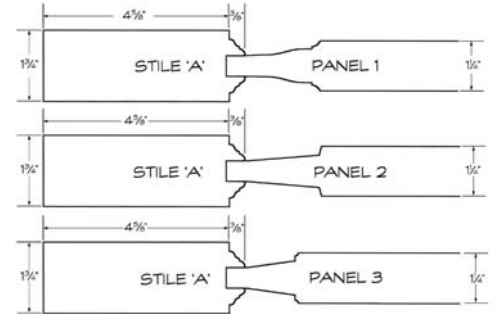 4⅝" ⅜"
1¾" STILE 'A' PANEL 1 1¼"
4⅝" ⅜"
1¾" STILE 'A' PANEL 2 1¼"
4⅝" ⅜"
1¾" STILE 'A' PANEL 3 1¼"